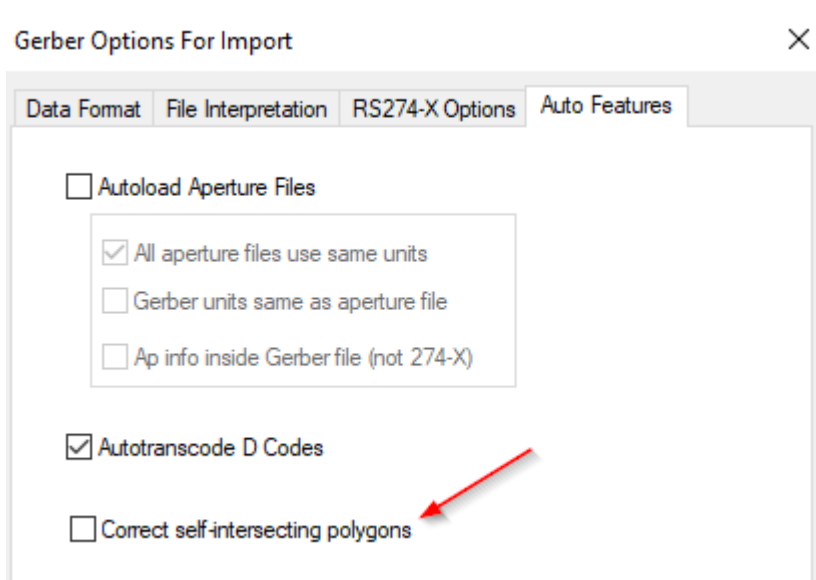 Gerber Options For Import
Data Format File Interpretation RS274-X Options Auto Features
Autoload Aperture Files
All aperture files use same units
Gerber units same as aperture file
Ap info inside Gerber file (not 274-X)
Autotranscode D Codes
Correct self-intersecting polygons